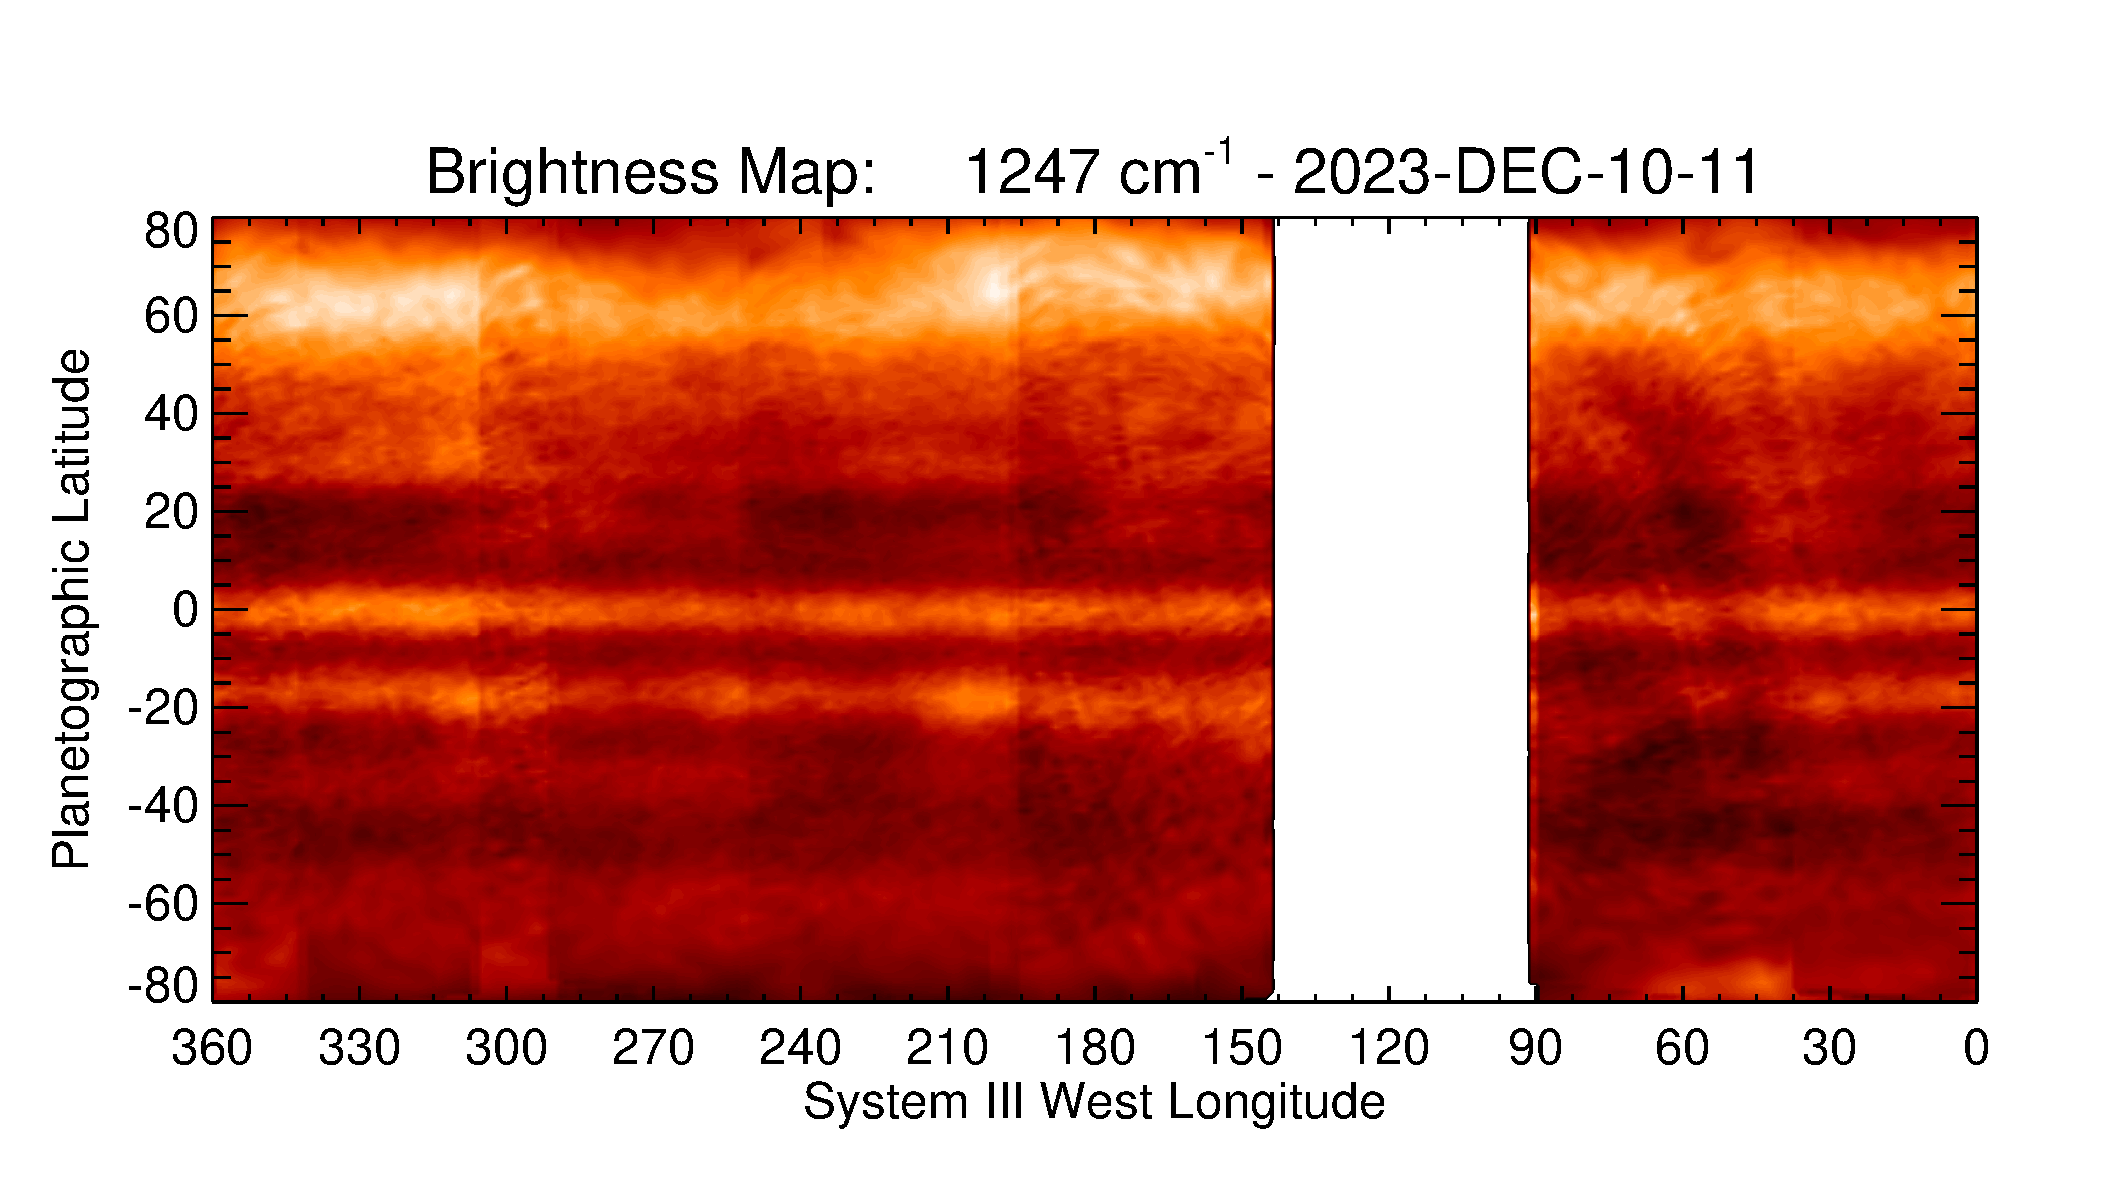 Brightness Map: 1247 cm-1 - 2023-DEC-10-11
80
60
40
20
0
-20
-40
-60
-80
Planetographic Latitude
360 330 300 270 240 210 180 150 120 90 60 30 0
System III West Longitude